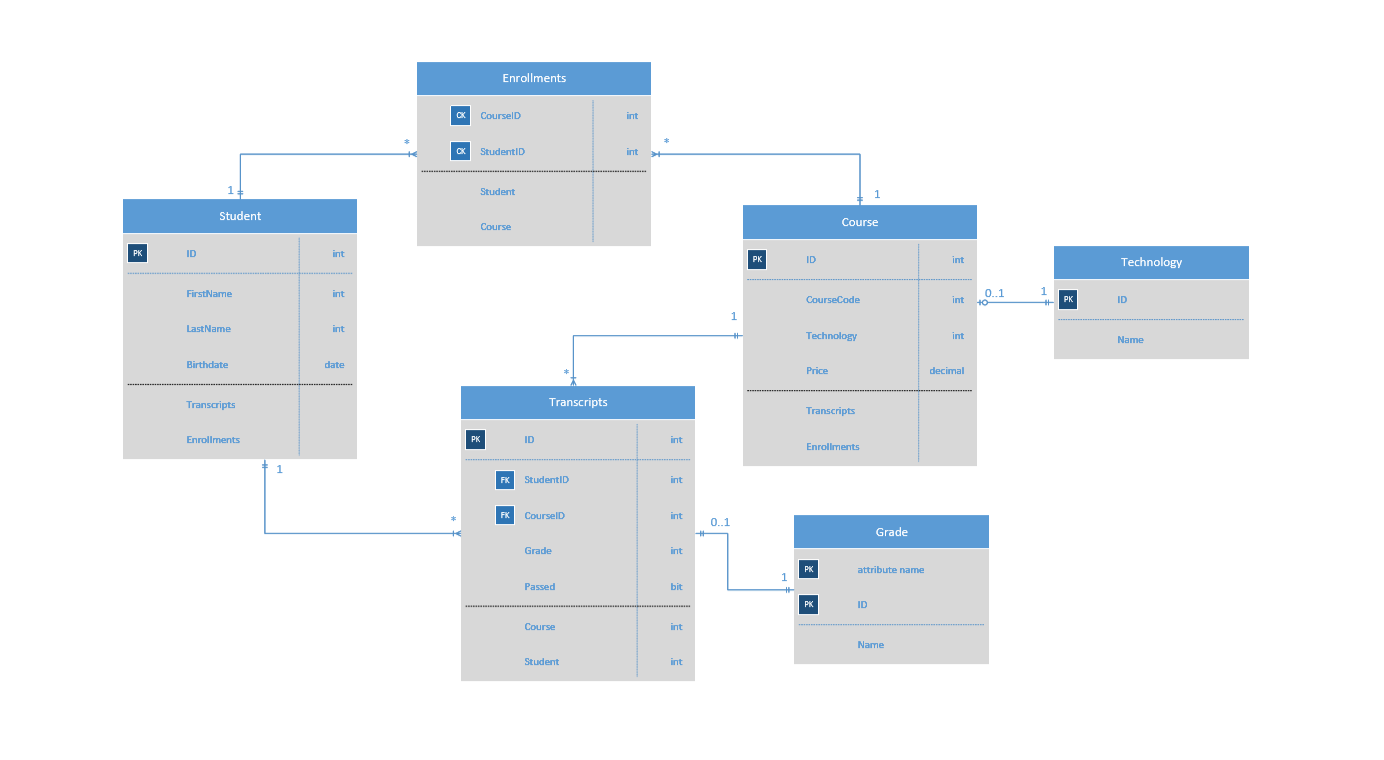 Enrollments
CK CourseID int
CK StudentID int
Student
Course
*
*
1
1
Student
PK ID int
FirstName int
LastName int
Birthdate date
Transcripts
Enrollments
1
Course
PK ID int
CourseCode int
Technology int
Price decimal
Transcripts
Enrollments
0..1
1
Technology
PK ID
Name
1
*
Transcripts
PK ID int
FK StudentID int
FK CourseID int
Grade int
Passed bit
Course int
Student int
*
0..1
1
Grade
PK attribute name
PK ID
Name